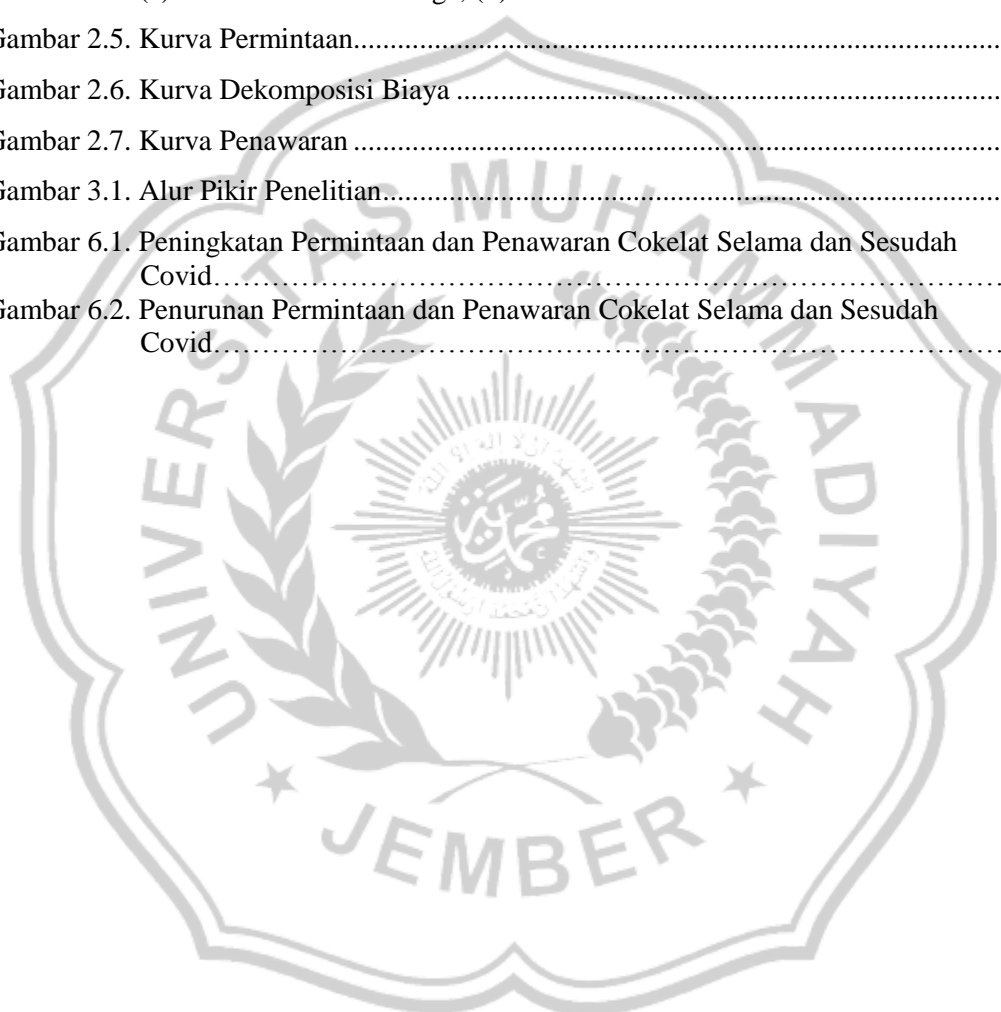 Gambar 2.5. Kurva Permintaan.........................................................................................
Gambar 2.6. Kurva Dekomposisi Biaya ..........................................................................
Gambar 2.7. Kurva Penawaran .........................................................................................
Gambar 3.1. Alur Pikir Penelitian.....................................................................................
Gambar 6.1. Peningkatan Permintaan dan Penawaran Cokelat Selama dan Sesudah
Covid…………………………………………………………………………
Gambar 6.2. Penurunan Permintaan dan Penawaran Cokelat Selama dan Sesudah
Covid…………………………………………………………………………
UNIVERSITAS MUHAMMADIYAH
JEMBER